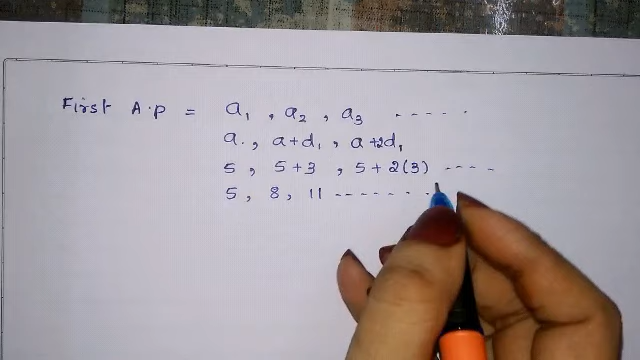 First A.P = a₁, a₂, a₃ -----
a., a+d₁, a+2d₁
5, 5+3, 5+2(3) ----
5, 8, 11 -------